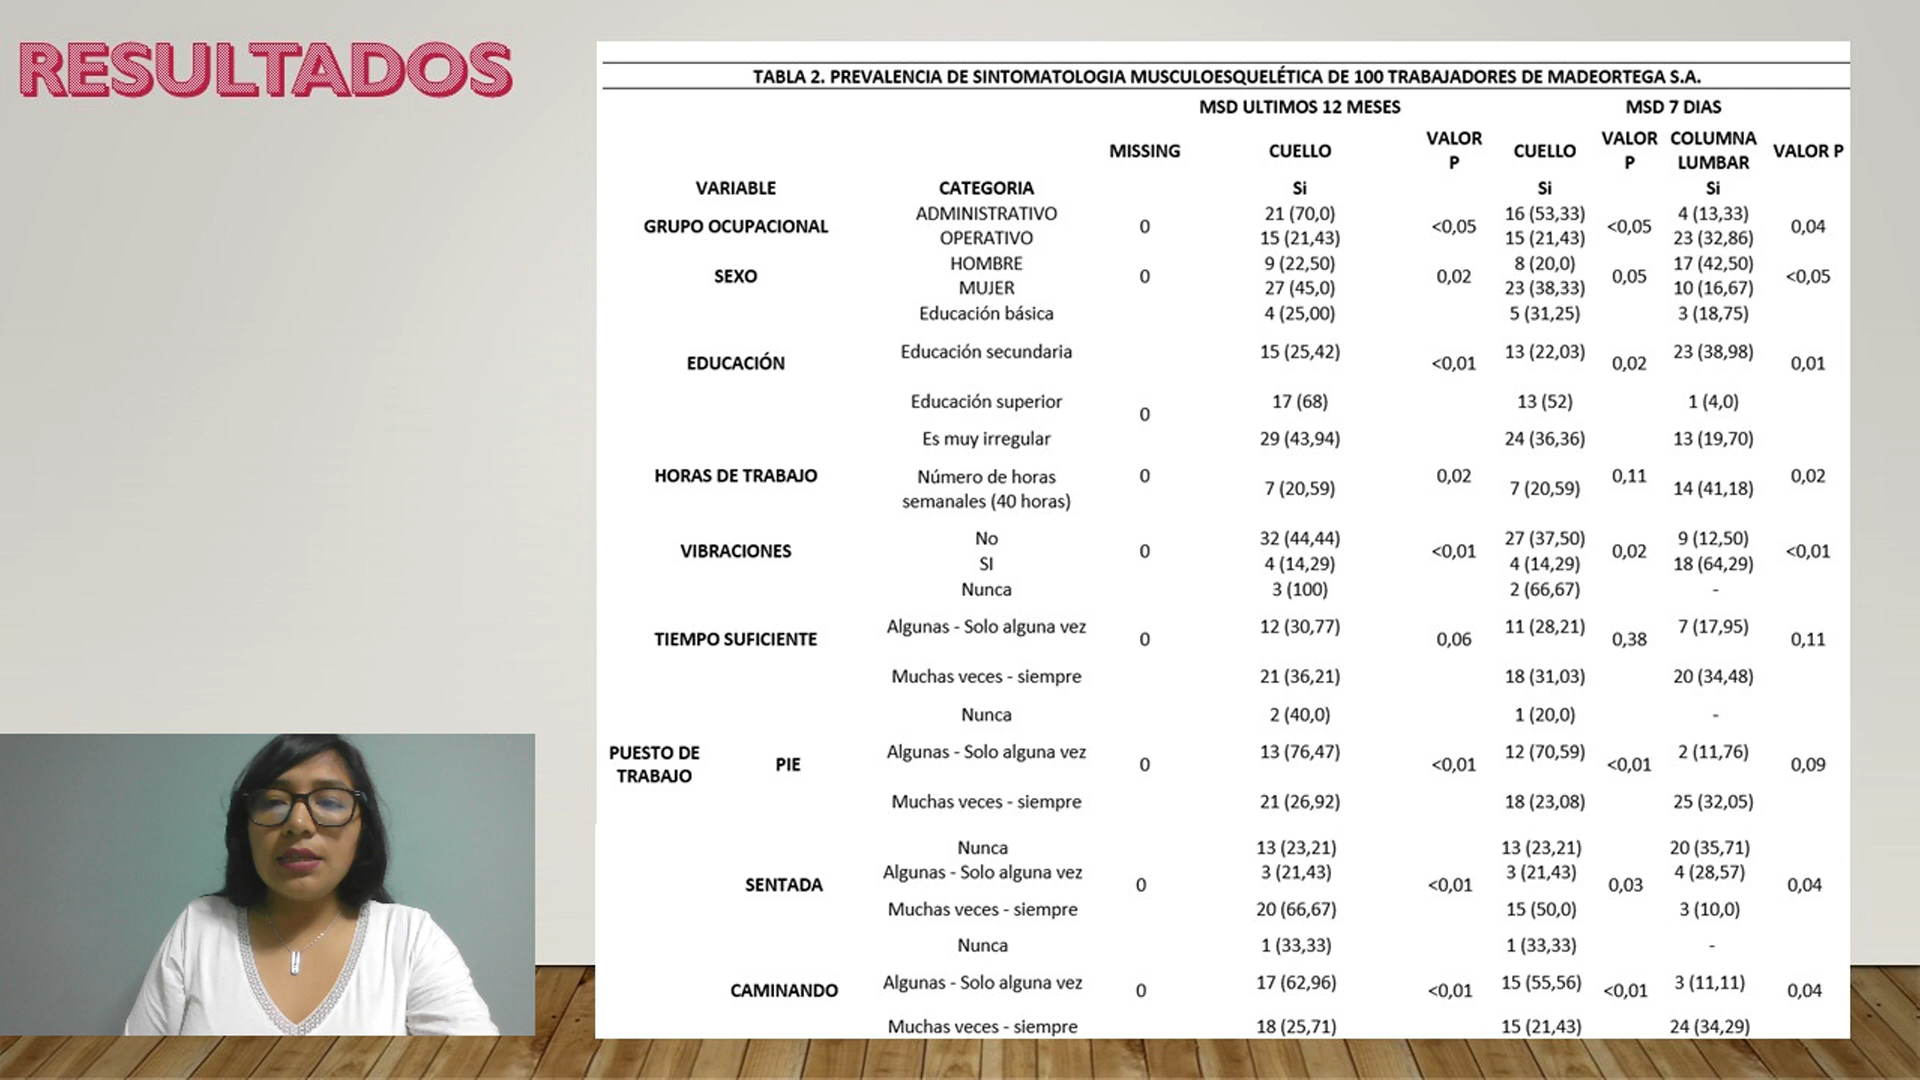 RESULTADOS
TABLA 2. PREVALENCIA DE SINTOMATOLOGIA MUSCULOESQUELÉTICA DE 100 TRABAJADORES DE MADEORTEGA S.A.
MSD ULTIMOS 12 MESES MSD 7 DIAS
MISSING CUELLO VALOR P CUELLO VALOR P COLUMNA LUMBAR VALOR P
VARIABLE CATEGORIA Si Si Si
GRUPO OCUPACIONAL ADMINISTRATIVO 0 21 (70,0) <0,05 16 (53,33) <0,05 4 (13,33) 0,04
OPERATIVO 15 (21,43) 15 (21,43) 23 (32,86)
SEXO HOMBRE 0 9 (22,50) 0,02 8 (20,0) 0,05 17 (42,50) <0,05
MUJER 27 (45,0) 23 (38,33) 10 (16,67)
Educación básica 4 (25,00) 5 (31,25) 3 (18,75)
EDUCACIÓN Educación secundaria 15 (25,42) <0,01 13 (22,03) 0,02 23 (38,98) 0,01
Educación superior 0 17 (68) 13 (52) 1 (4,0)
Es muy irregular 29 (43,94) 24 (36,36) 13 (19,70)
HORAS DE TRABAJO Número de horas semanales (40 horas) 0 7 (20,59) 0,02 7 (20,59) 0,11 14 (41,18) 0,02
VIBRACIONES No 0 32 (44,44) <0,01 27 (37,50) 0,02 9 (12,50) <0,01
SI 4 (14,29) 4 (14,29) 18 (64,29)
Nunca 3 (100) 2 (66,67) -
TIEMPO SUFICIENTE Algunas - Solo alguna vez 0 12 (30,77) 0,06 11 (28,21) 0,38 7 (17,95) 0,11
Muchas veces - siempre 21 (36,21) 18 (31,03) 20 (34,48)
Nunca 2 (40,0) 1 (20,0) -
PUESTO DE TRABAJO PIE Algunas - Solo alguna vez 0 13 (76,47) <0,01 12 (70,59) <0,01 2 (11,76) 0,09
Muchas veces - siempre 21 (26,92) 18 (23,08) 25 (32,05)
Nunca 13 (23,21) 13 (23,21) 20 (35,71)
SENTADA Algunas - Solo alguna vez 0 3 (21,43) <0,01 3 (21,43) 0,03 4 (28,57) 0,04
Muchas veces - siempre 20 (66,67) 15 (50,0) 3 (10,0)
Nunca 1 (33,33) 1 (33,33) -
CAMINANDO Algunas - Solo alguna vez 0 17 (62,96) <0,01 15 (55,56) <0,01 3 (11,11) 0,04
Muchas veces - siempre 18 (25,71) 15 (21,43) 24 (34,29)